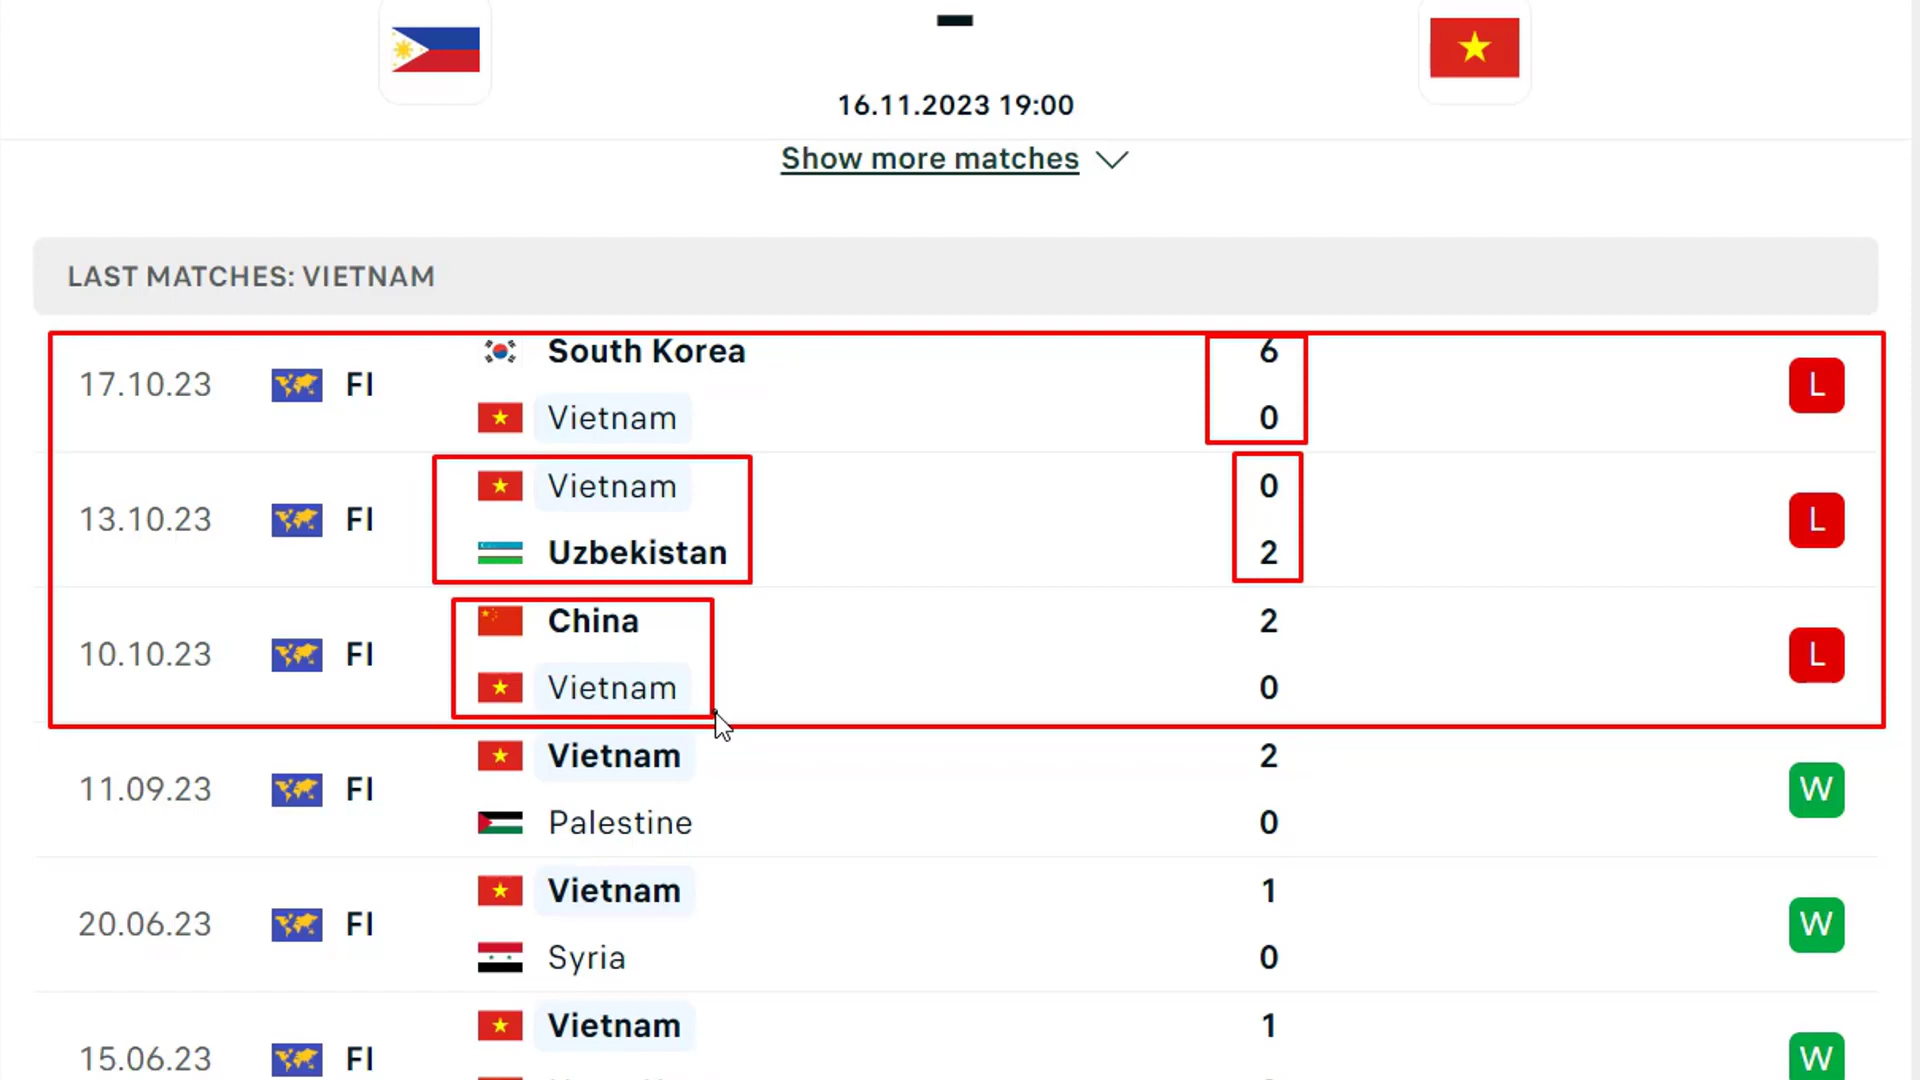 16.11.2023 19:00
Show more matches
LAST MATCHES: VIETNAM
South Korea 6
17.10.23 FI L
Vietnam 0
Vietnam 0
13.10.23 FI L
Uzbekistan 2
China 2
10.10.23 FI L
Vietnam 0
Vietnam 2
11.09.23 FI W
Palestine 0
Vietnam 1
20.06.23 FI W
Syria 0
Vietnam 1
15.06.23 FI W